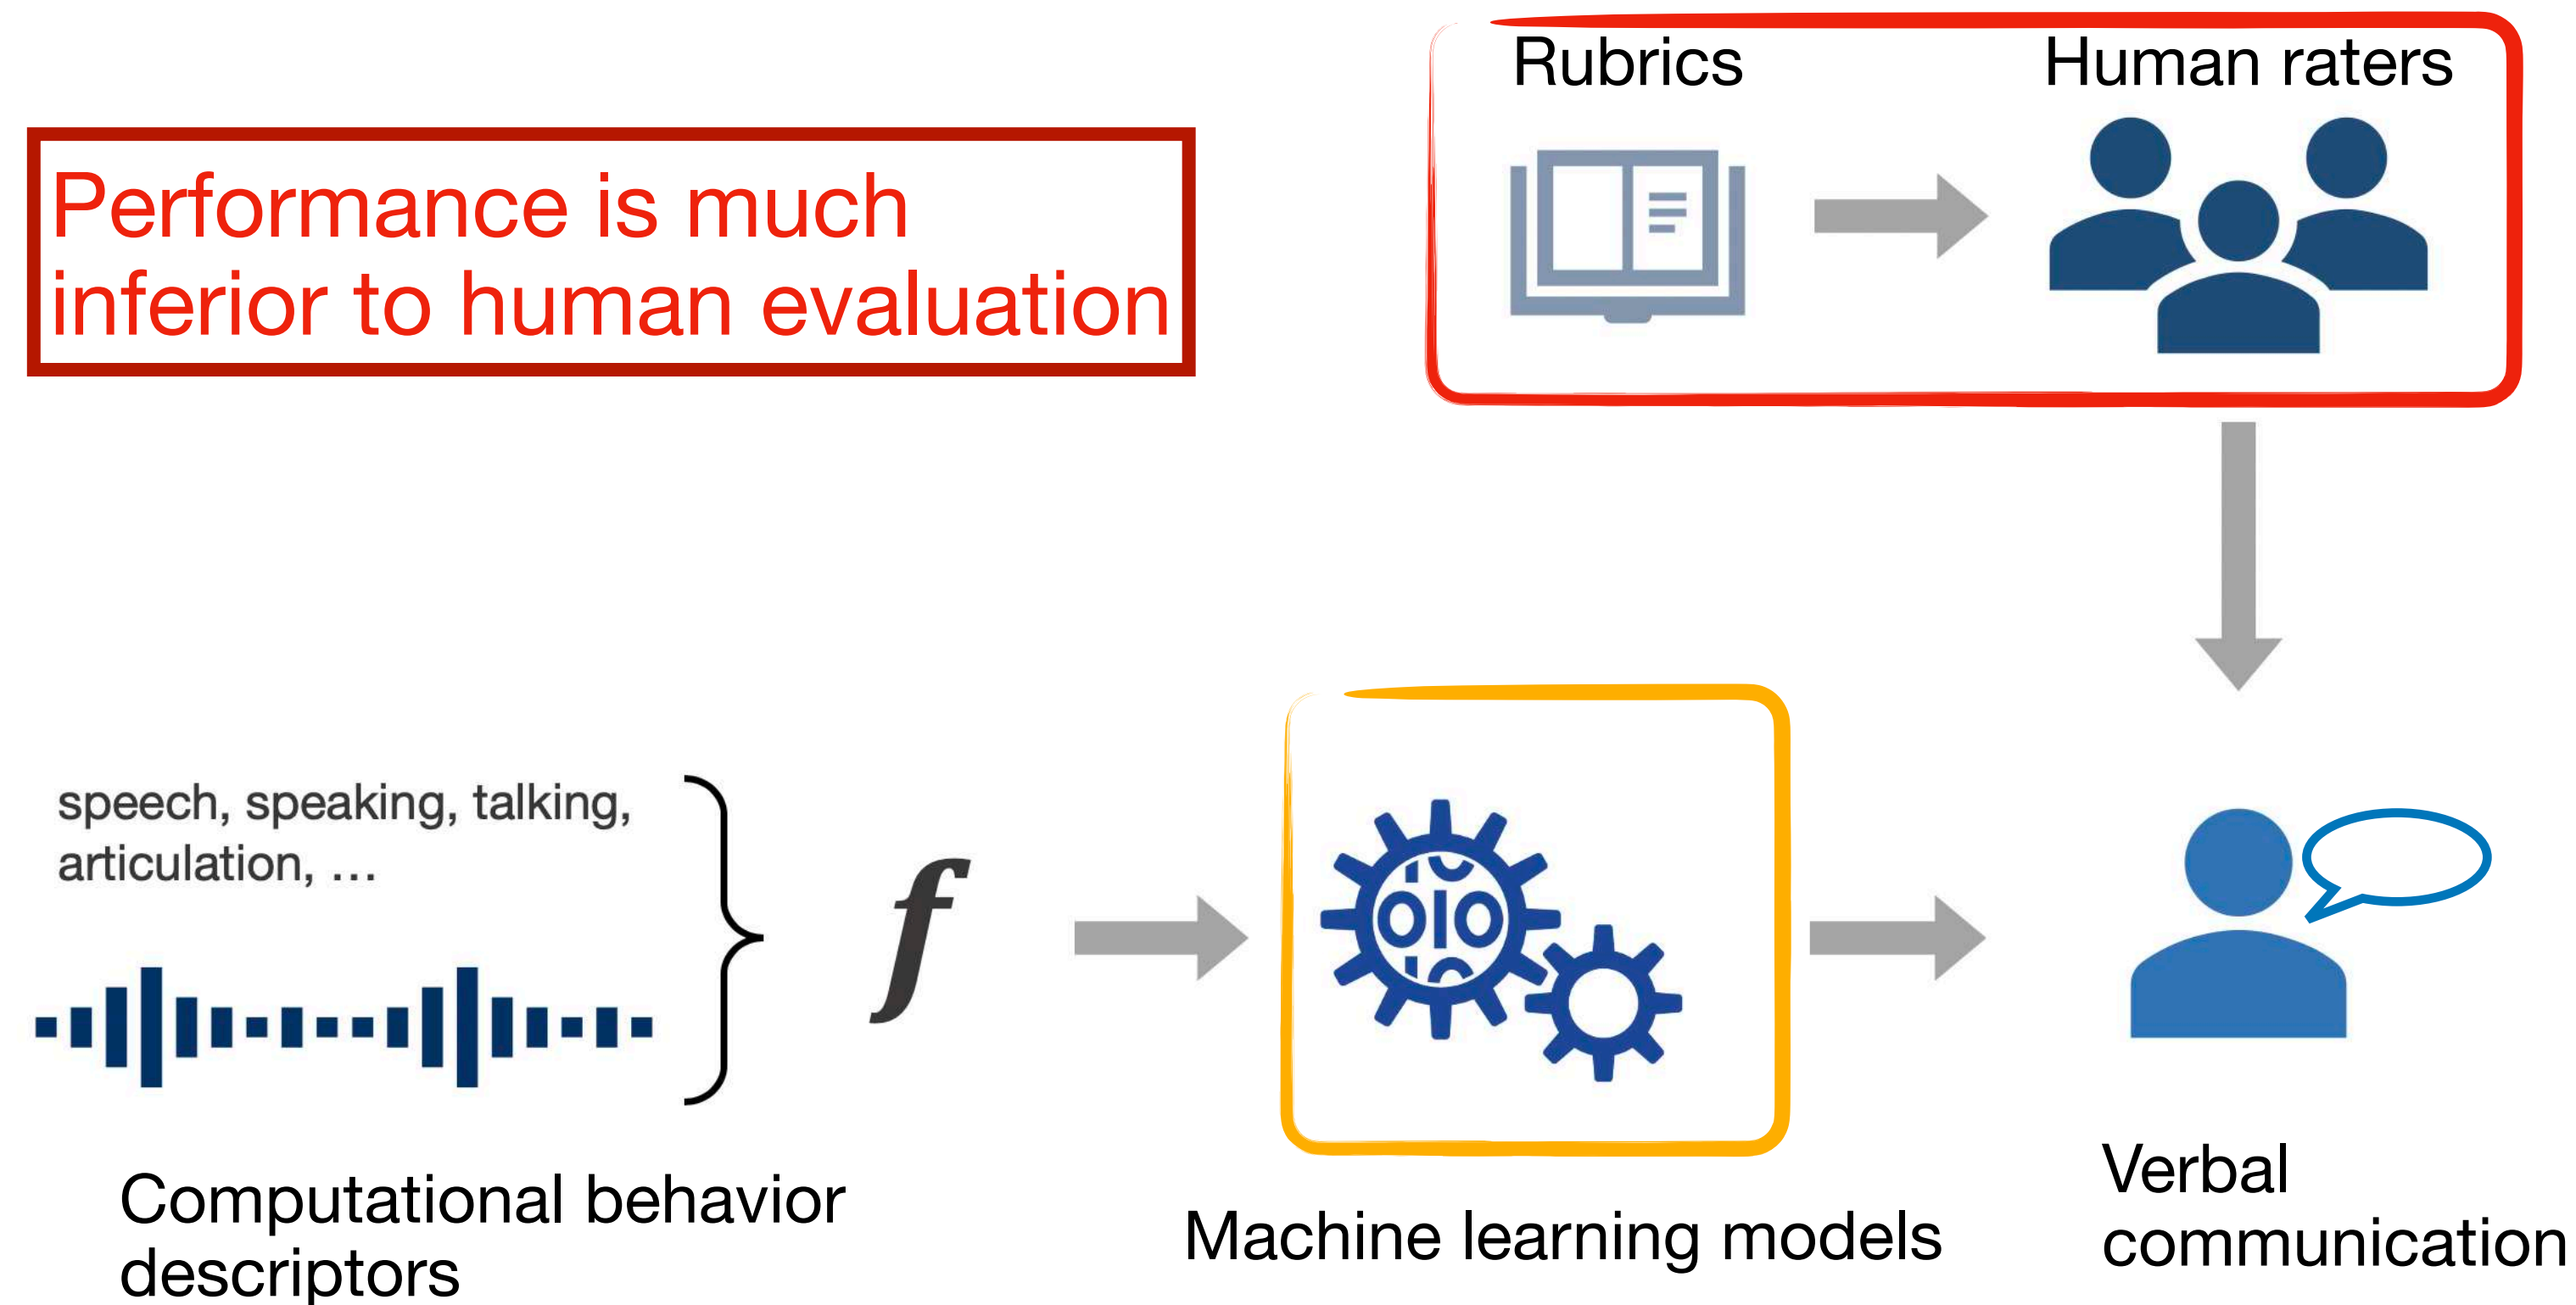 Rubrics
Human raters
Performance is much
inferior to human evaluation
speech, speaking, talking,
articulation, ...
f
010
Computational behavior
descriptors
Machine learning models
Verbal
communication